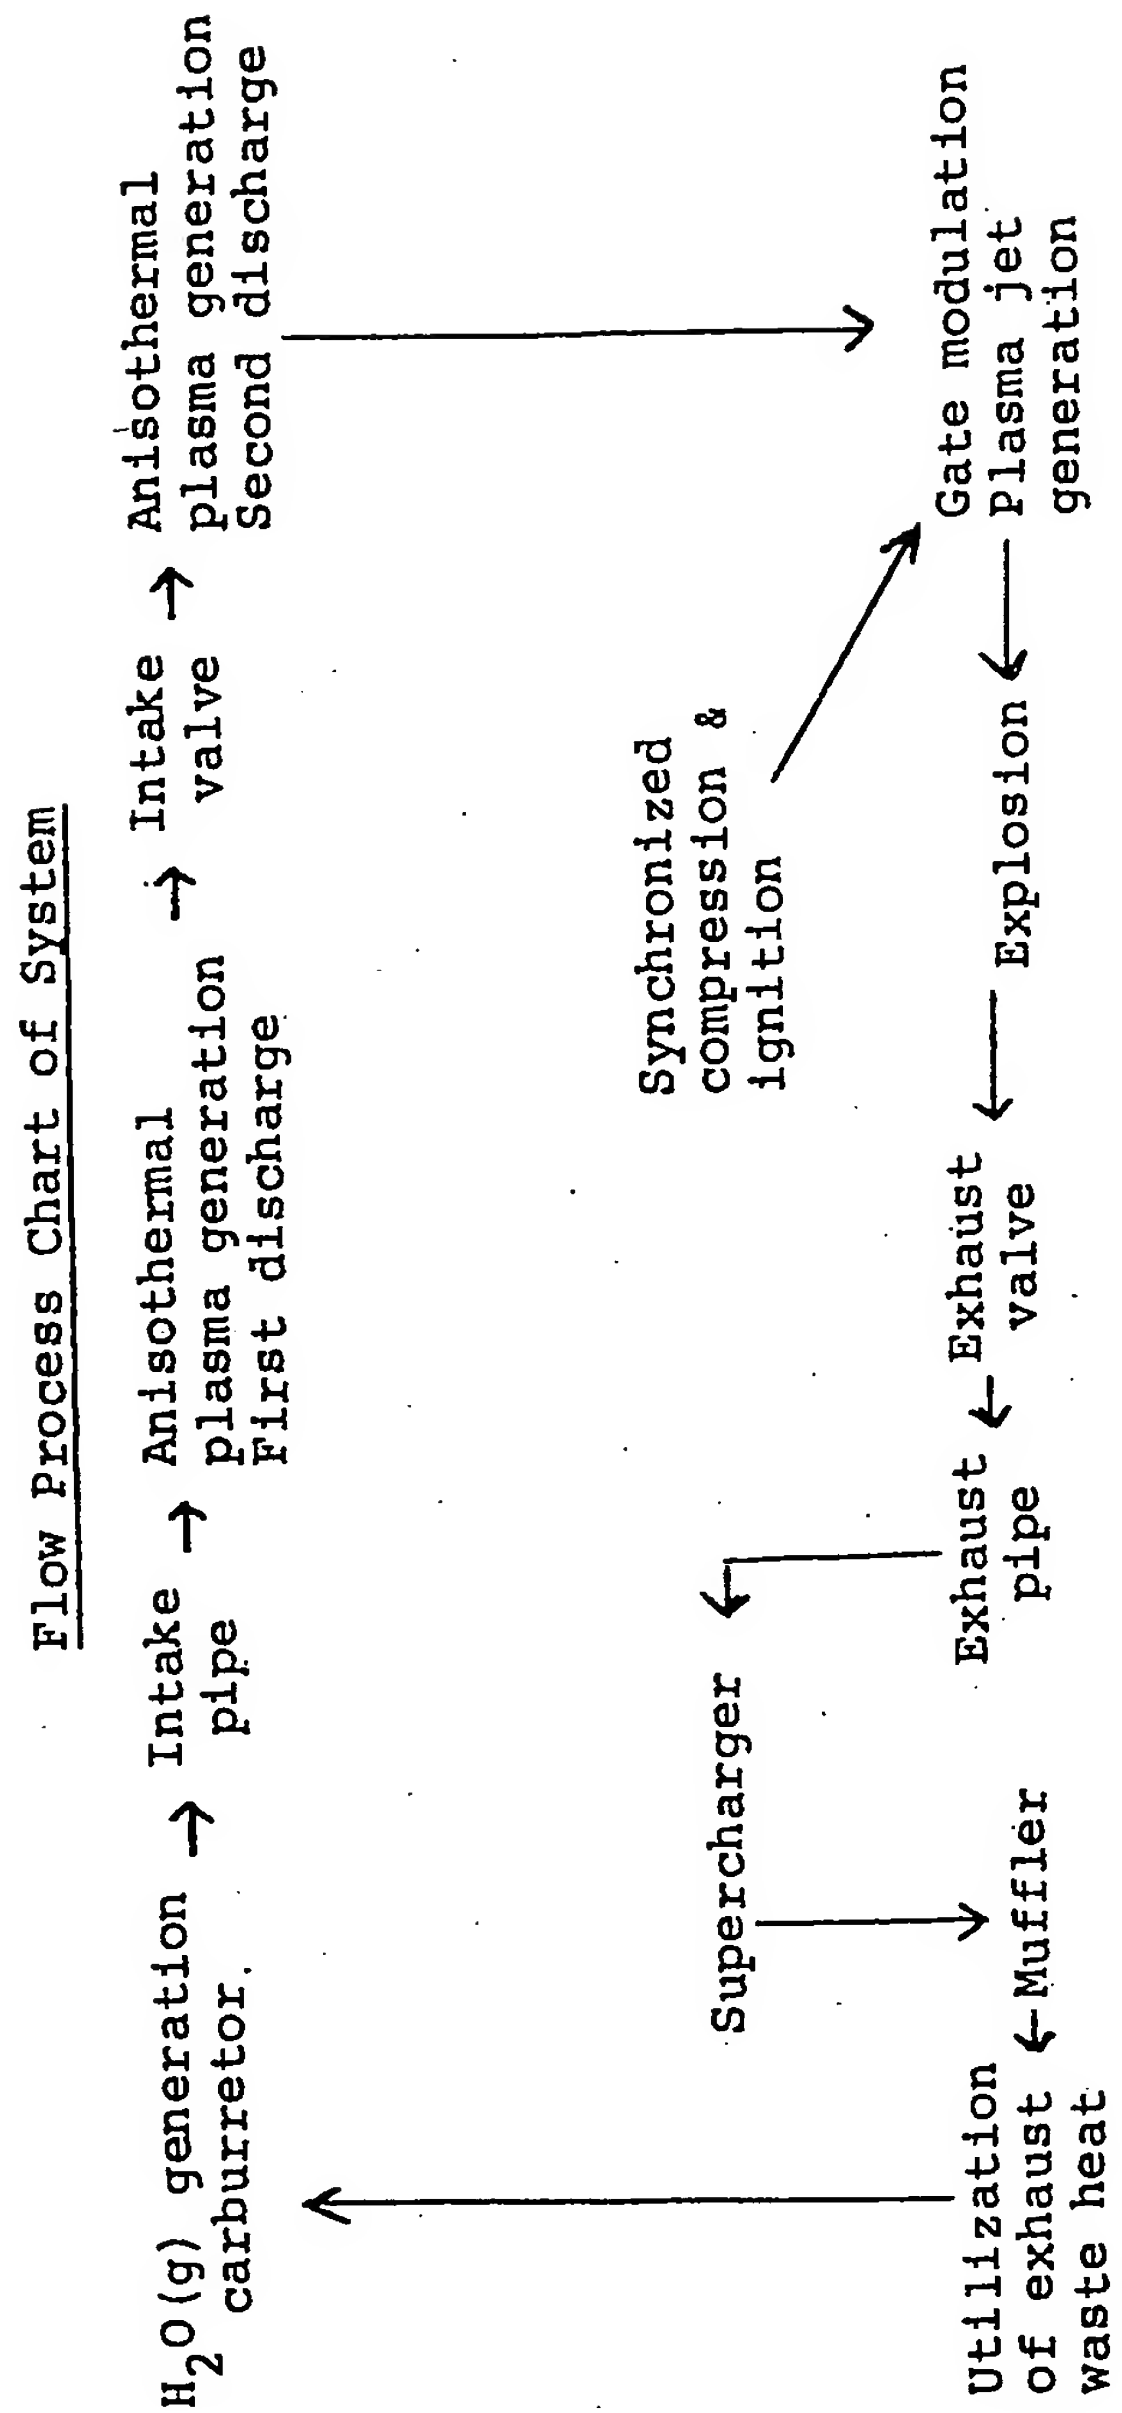 Flow Process Chart of System
H2O(g) generation
carburretor.
Intake
pipe
Anisothermal
plasma generation
First discharge
Intake
valve
Anisothermal
plasma generation
Second discharge
Synchronized
compression &
ignition
Gate modulation
Plasma jet
generation
Explosion
Exhaust
valve
Exhaust
pipe
Supercharger
Muffler
Utilization
of exhaust
waste heat